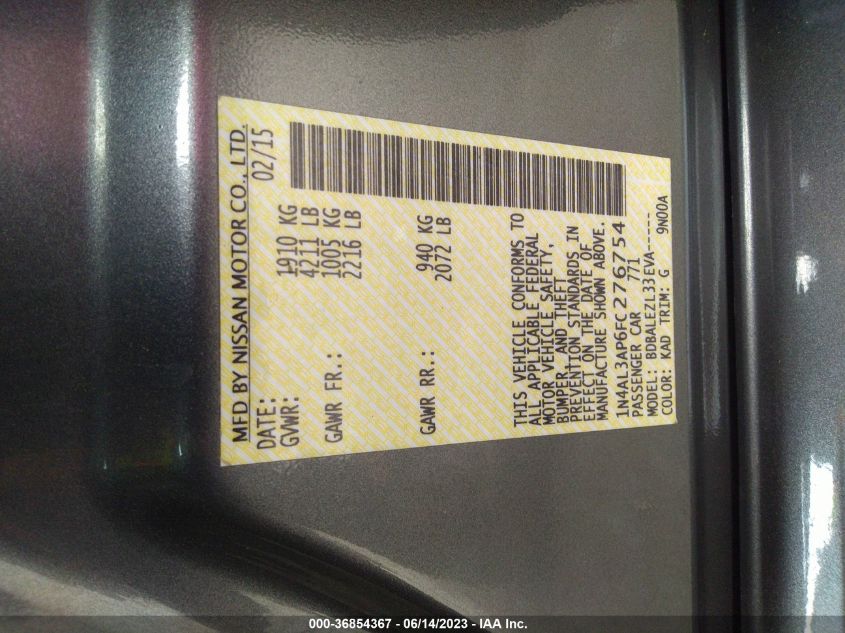 MFD BY NISSAN MOTOR CO., LTD.
DATE: 02/15
GVWR: 1910 KG
4211 LB
GAWR FR.: 1005 KG
2216 LB
GAWR RR.: 940 KG
2072 LB
THIS VEHICLE CONFORMS TO
ALL APPLICABLE FEDERAL
MOTOR VEHICLE SAFETY,
BUMPER, AND THEFT
PREVENTION STANDARDS IN
EFFECT ON THE DATE OF
MANUFACTURE SHOWN ABOVE.
1N4AL3AP6FC276754
PASSENGER CAR 771
MODEL: BDBALEZL33EVA------
COLOR: KAD TRIM: G 9N00A
000-36854367 - 06/14/2023 - IAA Inc.